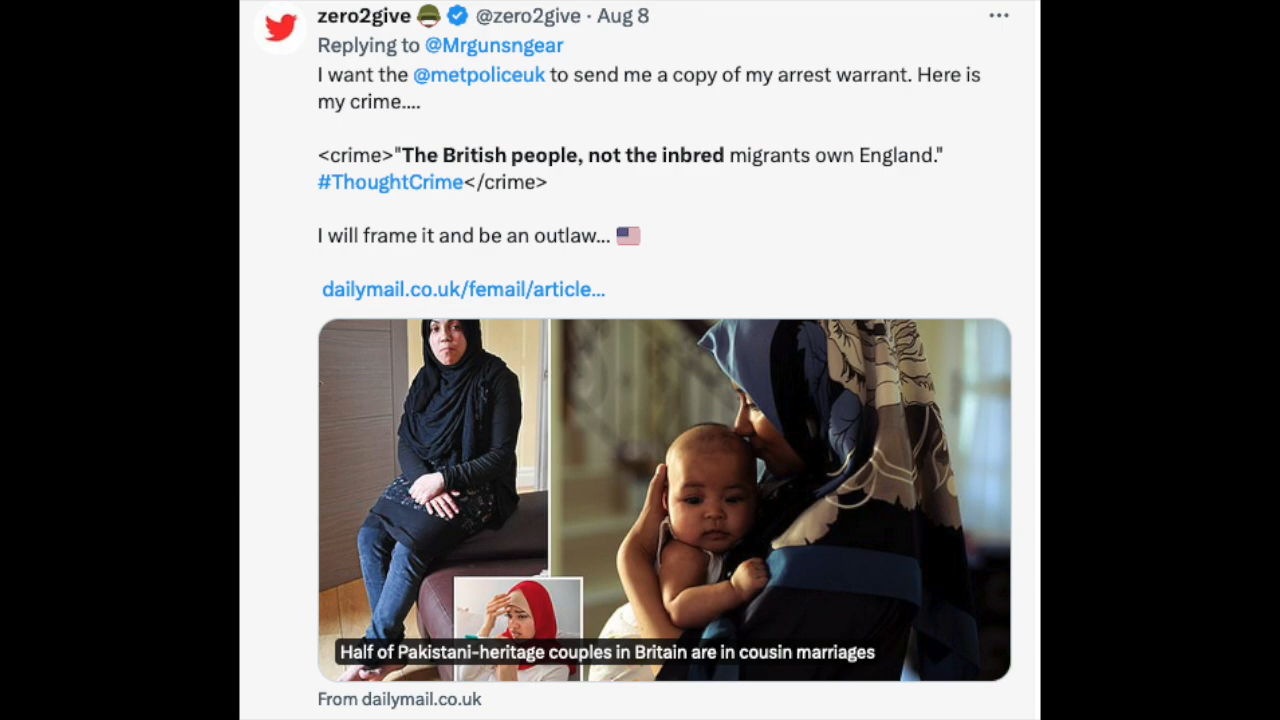 zero2give @zero2give · Aug 8
Replying to @Mrgunsngear
I want the @metpoliceuk to send me a copy of my arrest warrant. Here is
my crime....
<crime>"The British people, not the inbred migrants own England."
#ThoughtCrime</crime>
I will frame it and be an outlaw...
dailymail.co.uk/femail/article...
Half of Pakistani-heritage couples in Britain are in cousin marriages
From dailymail.co.uk